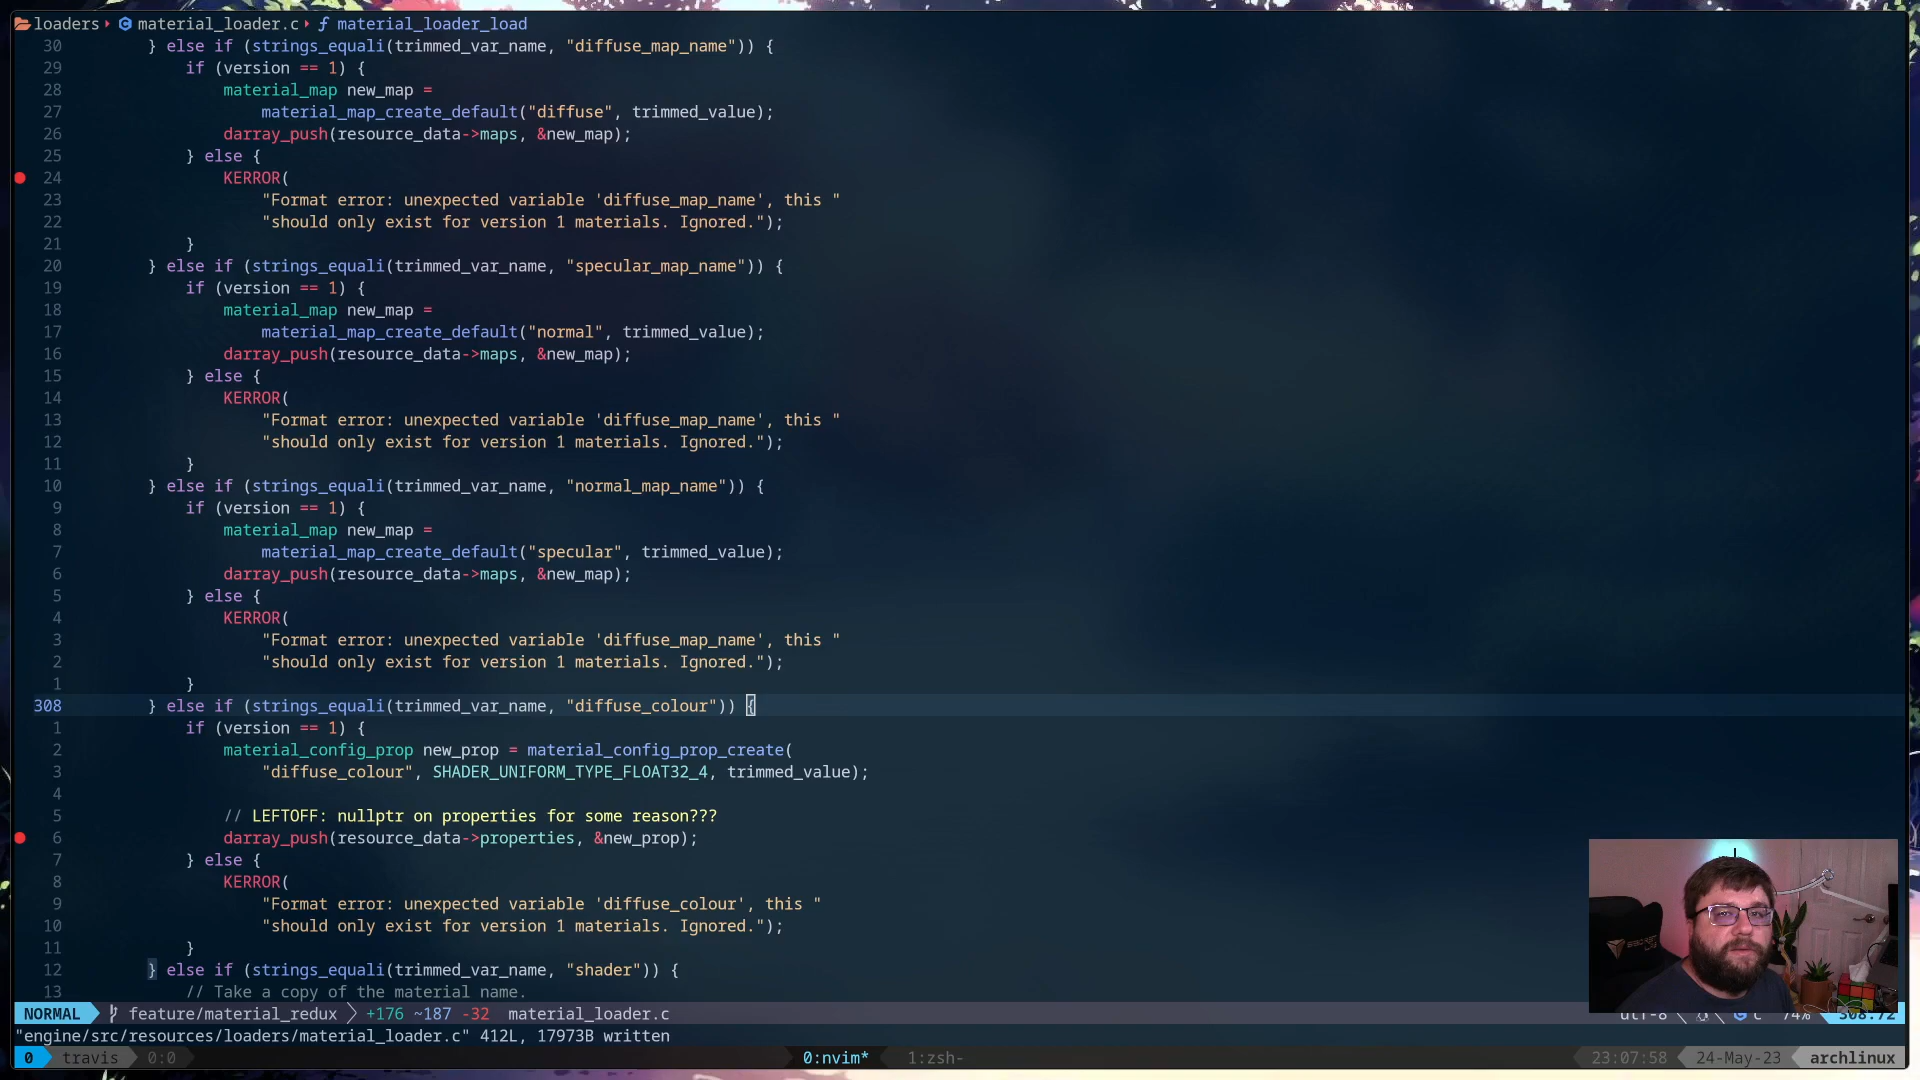 loaders material_loader.c ƒ material_loader_load
30 } else if (strings_equali(trimmed_var_name, "diffuse_map_name")) {
29 if (version == 1) {
28 material_map new_map =
27 material_map_create_default("diffuse", trimmed_value);
26 darray_push(resource_data->maps, &new_map);
25 } else {
24 KERROR(
23 "Format error: unexpected variable 'diffuse_map_name', this "
22 "should only exist for version 1 materials. Ignored.");
21 }
20 } else if (strings_equali(trimmed_var_name, "specular_map_name")) {
19 if (version == 1) {
18 material_map new_map =
17 material_map_create_default("normal", trimmed_value);
16 darray_push(resource_data->maps, &new_map);
15 } else {
14 KERROR(
13 "Format error: unexpected variable 'diffuse_map_name', this "
12 "should only exist for version 1 materials. Ignored.");
11 }
10 } else if (strings_equali(trimmed_var_name, "normal_map_name")) {
9 if (version == 1) {
8 material_map new_map =
7 material_map_create_default("specular", trimmed_value);
6 darray_push(resource_data->maps, &new_map);
5 } else {
4 KERROR(
3 "Format error: unexpected variable 'diffuse_map_name', this "
2 "should only exist for version 1 materials. Ignored.");
1 }
308 } else if (strings_equali(trimmed_var_name, "diffuse_colour")) {
1 if (version == 1) {
2 material_config_prop new_prop = material_config_prop_create(
3 "diffuse_colour", SHADER_UNIFORM_TYPE_FLOAT32_4, trimmed_value);
4
5 // LEFTOFF: nullptr on properties for some reason???
6 darray_push(resource_data->properties, &new_prop);
7 } else {
8 KERROR(
9 "Format error: unexpected variable 'diffuse_colour', this "
10 "should only exist for version 1 materials. Ignored.");
11 }
12 } else if (strings_equali(trimmed_var_name, "shader")) {
13 // Take a copy of the material name.
NORMAL feature/material_redux +176 ~187 -32 material_loader.c utf-8 74% 308:72
"engine/src/resources/loaders/material_loader.c" 412L, 17973B written
0 travis 0:0 0:nvim* 1:zsh- 23:07:58 24-May-23 archlinux